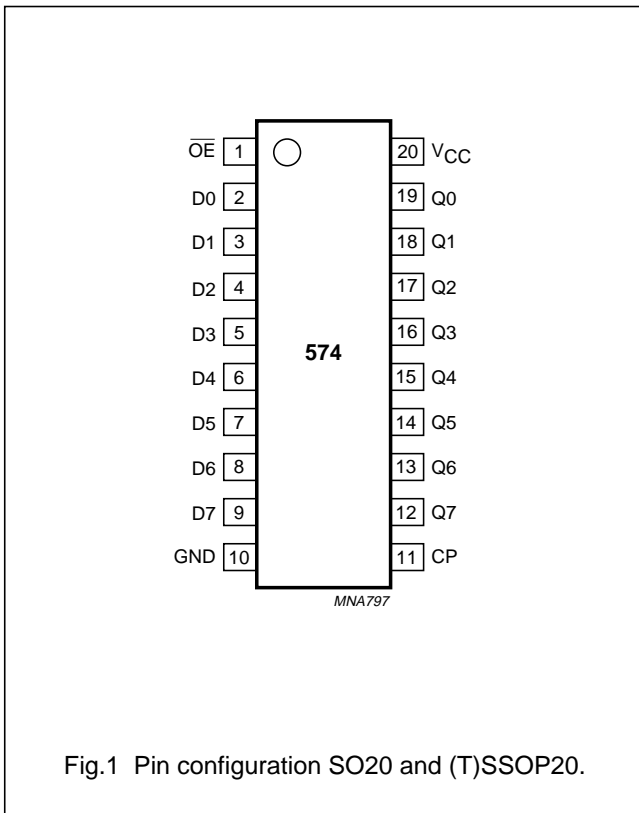 OE 1 20 VCC
D0 2 19 Q0
D1 3 18 Q1
D2 4 17 Q2
D3 5 16 Q3
574
D4 6 15 Q4
D5 7 14 Q5
D6 8 13 Q6
D7 9 12 Q7
GND 10 11 CP
MNA797
Fig.1 Pin configuration SO20 and (T)SSOP20.